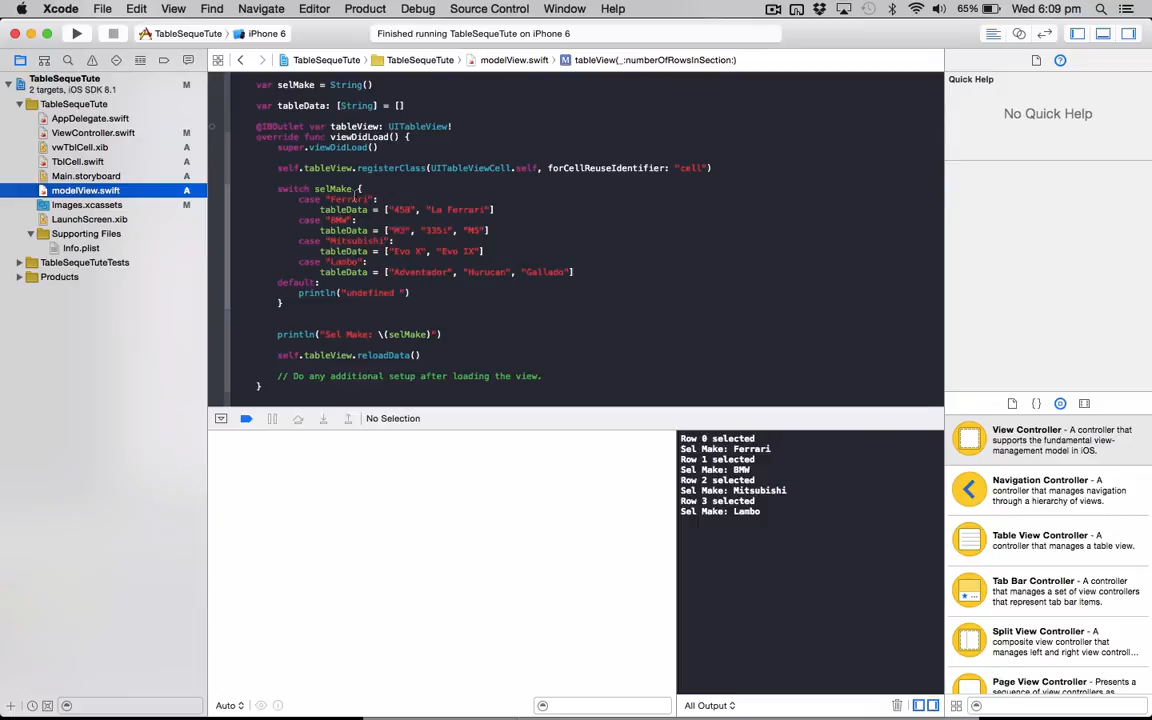 Xcode File Edit View Find Navigate Editor Product Debug Source Control Window Help 65% Wed 6:09 pm
TableSequeTute iPhone 6 Finished running TableSequeTute on iPhone 6
TableSequeTute TableSequeTute modelView.swift M tableView(_:numberOfRowsInSection:)
TableSequeTute M
2 targets, iOS SDK 8.1
TableSequeTute
AppDelegate.swift
ViewController.swift M
vwTblCell.xib A
TblCell.swift A
Main.storyboard A
modelView.swift A
Images.xcassets A
LaunchScreen.xib
Supporting Files
Info.plist
TableSequeTuteTests
Products
var selMake = String()
var tableData: [String] = []
@IBOutlet var tableView: UITableView!
override func viewDidLoad() {
super.viewDidLoad()
self.tableView.registerClass(UITableViewCell.self, forCellReuseIdentifier: "cell")
switch selMake {
case "Ferrari":
tableData = ["458", "La Ferrari"]
case "BMW":
tableData = ["M3", "335i", "M5"]
case "Mitsubishi":
tableData = ["Evo X", "Evo IX"]
case "Lambo":
tableData = ["Adventador", "Hurucan", "Gallado"]
default:
println("undefined ")
}
println("Sel Make: \(selMake)")
self.tableView.reloadData()
// Do any additional setup after loading the view.
}
No Selection
Row 0 selected
Sel Make: Ferrari
Row 1 selected
Sel Make: BMW
Row 2 selected
Sel Make: Mitsubishi
Row 3 selected
Sel Make: Lambo
Auto
All Output
Quick Help
No Quick Help
View Controller - A controller that supports the fundamental view-management model in iOS.
Navigation Controller - A controller that manages navigation through a hierarchy of views.
Table View Controller - A controller that manages a table view.
Tab Bar Controller - A controller that manages a set of view controllers that represent tab bar items.
Split View Controller - A composite view controller that manages left and right view controll...
Page View Controller - Presents a sequence of view controllers as